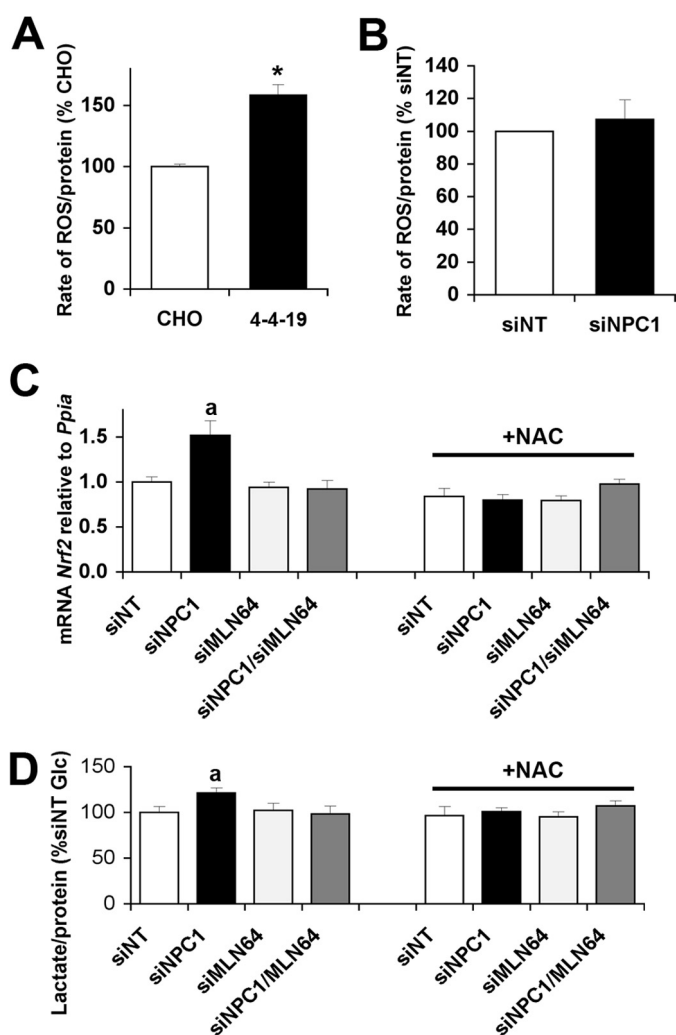 A
Rate of ROS/protein (% CHO)
150
100
50
0
*
CHO 4-4-19
B
Rate of ROS/protein (% siNT)
140
120
100
80
60
40
20
0
siNT siNPC1
C
mRNA Nrf2 relative to Ppia
1.5
1.0
0.5
0.0
a
+NAC
siNT
siNPC1
siMLN64
siNPC1/siMLN64
siNT
siNPC1
siMLN64
siNPC1/siMLN64
D
Lactate/protein (%siNT Glc)
150
100
50
0
a
+NAC
siNT
siNPC1
siMLN64
siNPC1/MLN64
siNT
siNPC1
siMLN64
siNPC1/MLN64